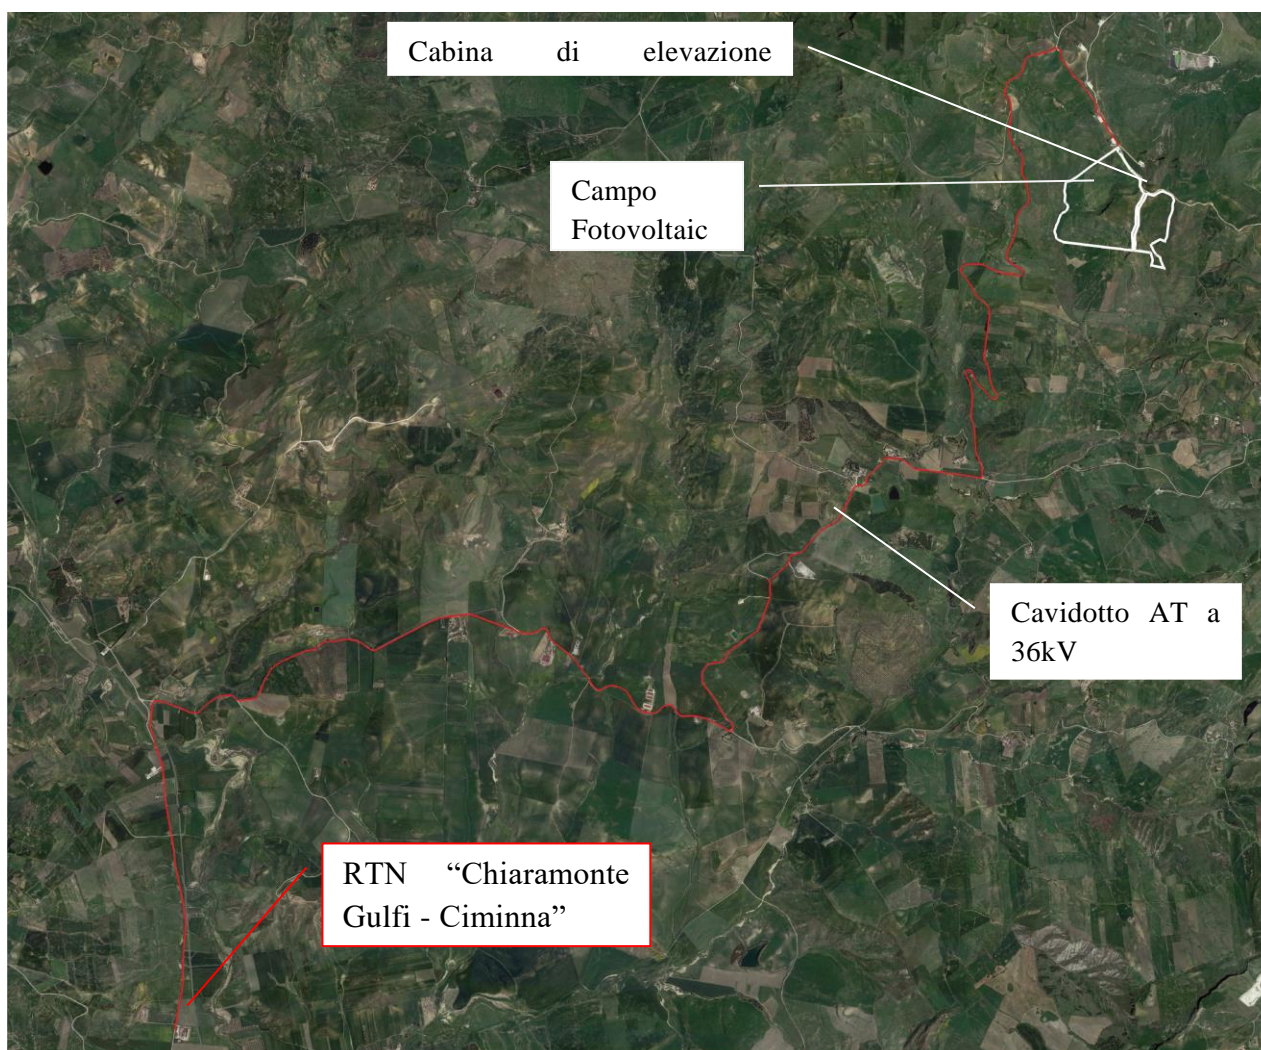 Cabina di elevazione
Campo
Fotovoltaic
Cavidotto AT a
36kV
RTN “Chiaramonte
Gulfi - Ciminna”